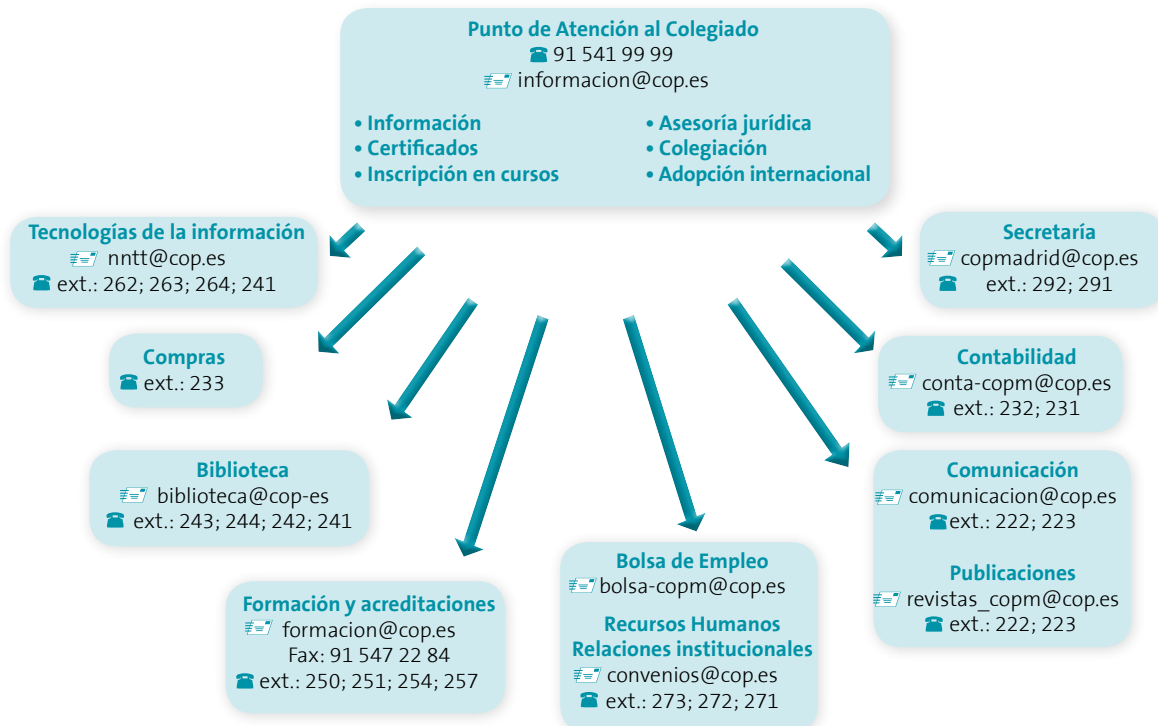 Punto de Atención al Colegiado
91 541 99 99
informacion@cop.es
• Información
• Certificados
• Inscripción en cursos
• Asesoría jurídica
• Colegiación
• Adopción internacional
Tecnologías de la información
nntt@cop.es
ext.: 262; 263; 264; 241
Secretaría
copmadrid@cop.es
ext.: 292; 291
Compras
ext.: 233
Contabilidad
conta-copm@cop.es
ext.: 232; 231
Biblioteca
biblioteca@cop-es
ext.: 243; 244; 242; 241
Comunicación
comunicacion@cop.es
ext.: 222; 223
Publicaciones
revistas_copm@cop.es
ext.: 222; 223
Formación y acreditaciones
formacion@cop.es
Fax: 91 547 22 84
ext.: 250; 251; 254; 257
Bolsa de Empleo
bolsa-copm@cop.es
Recursos Humanos
Relaciones institucionales
convenios@cop.es
ext.: 273; 272; 271